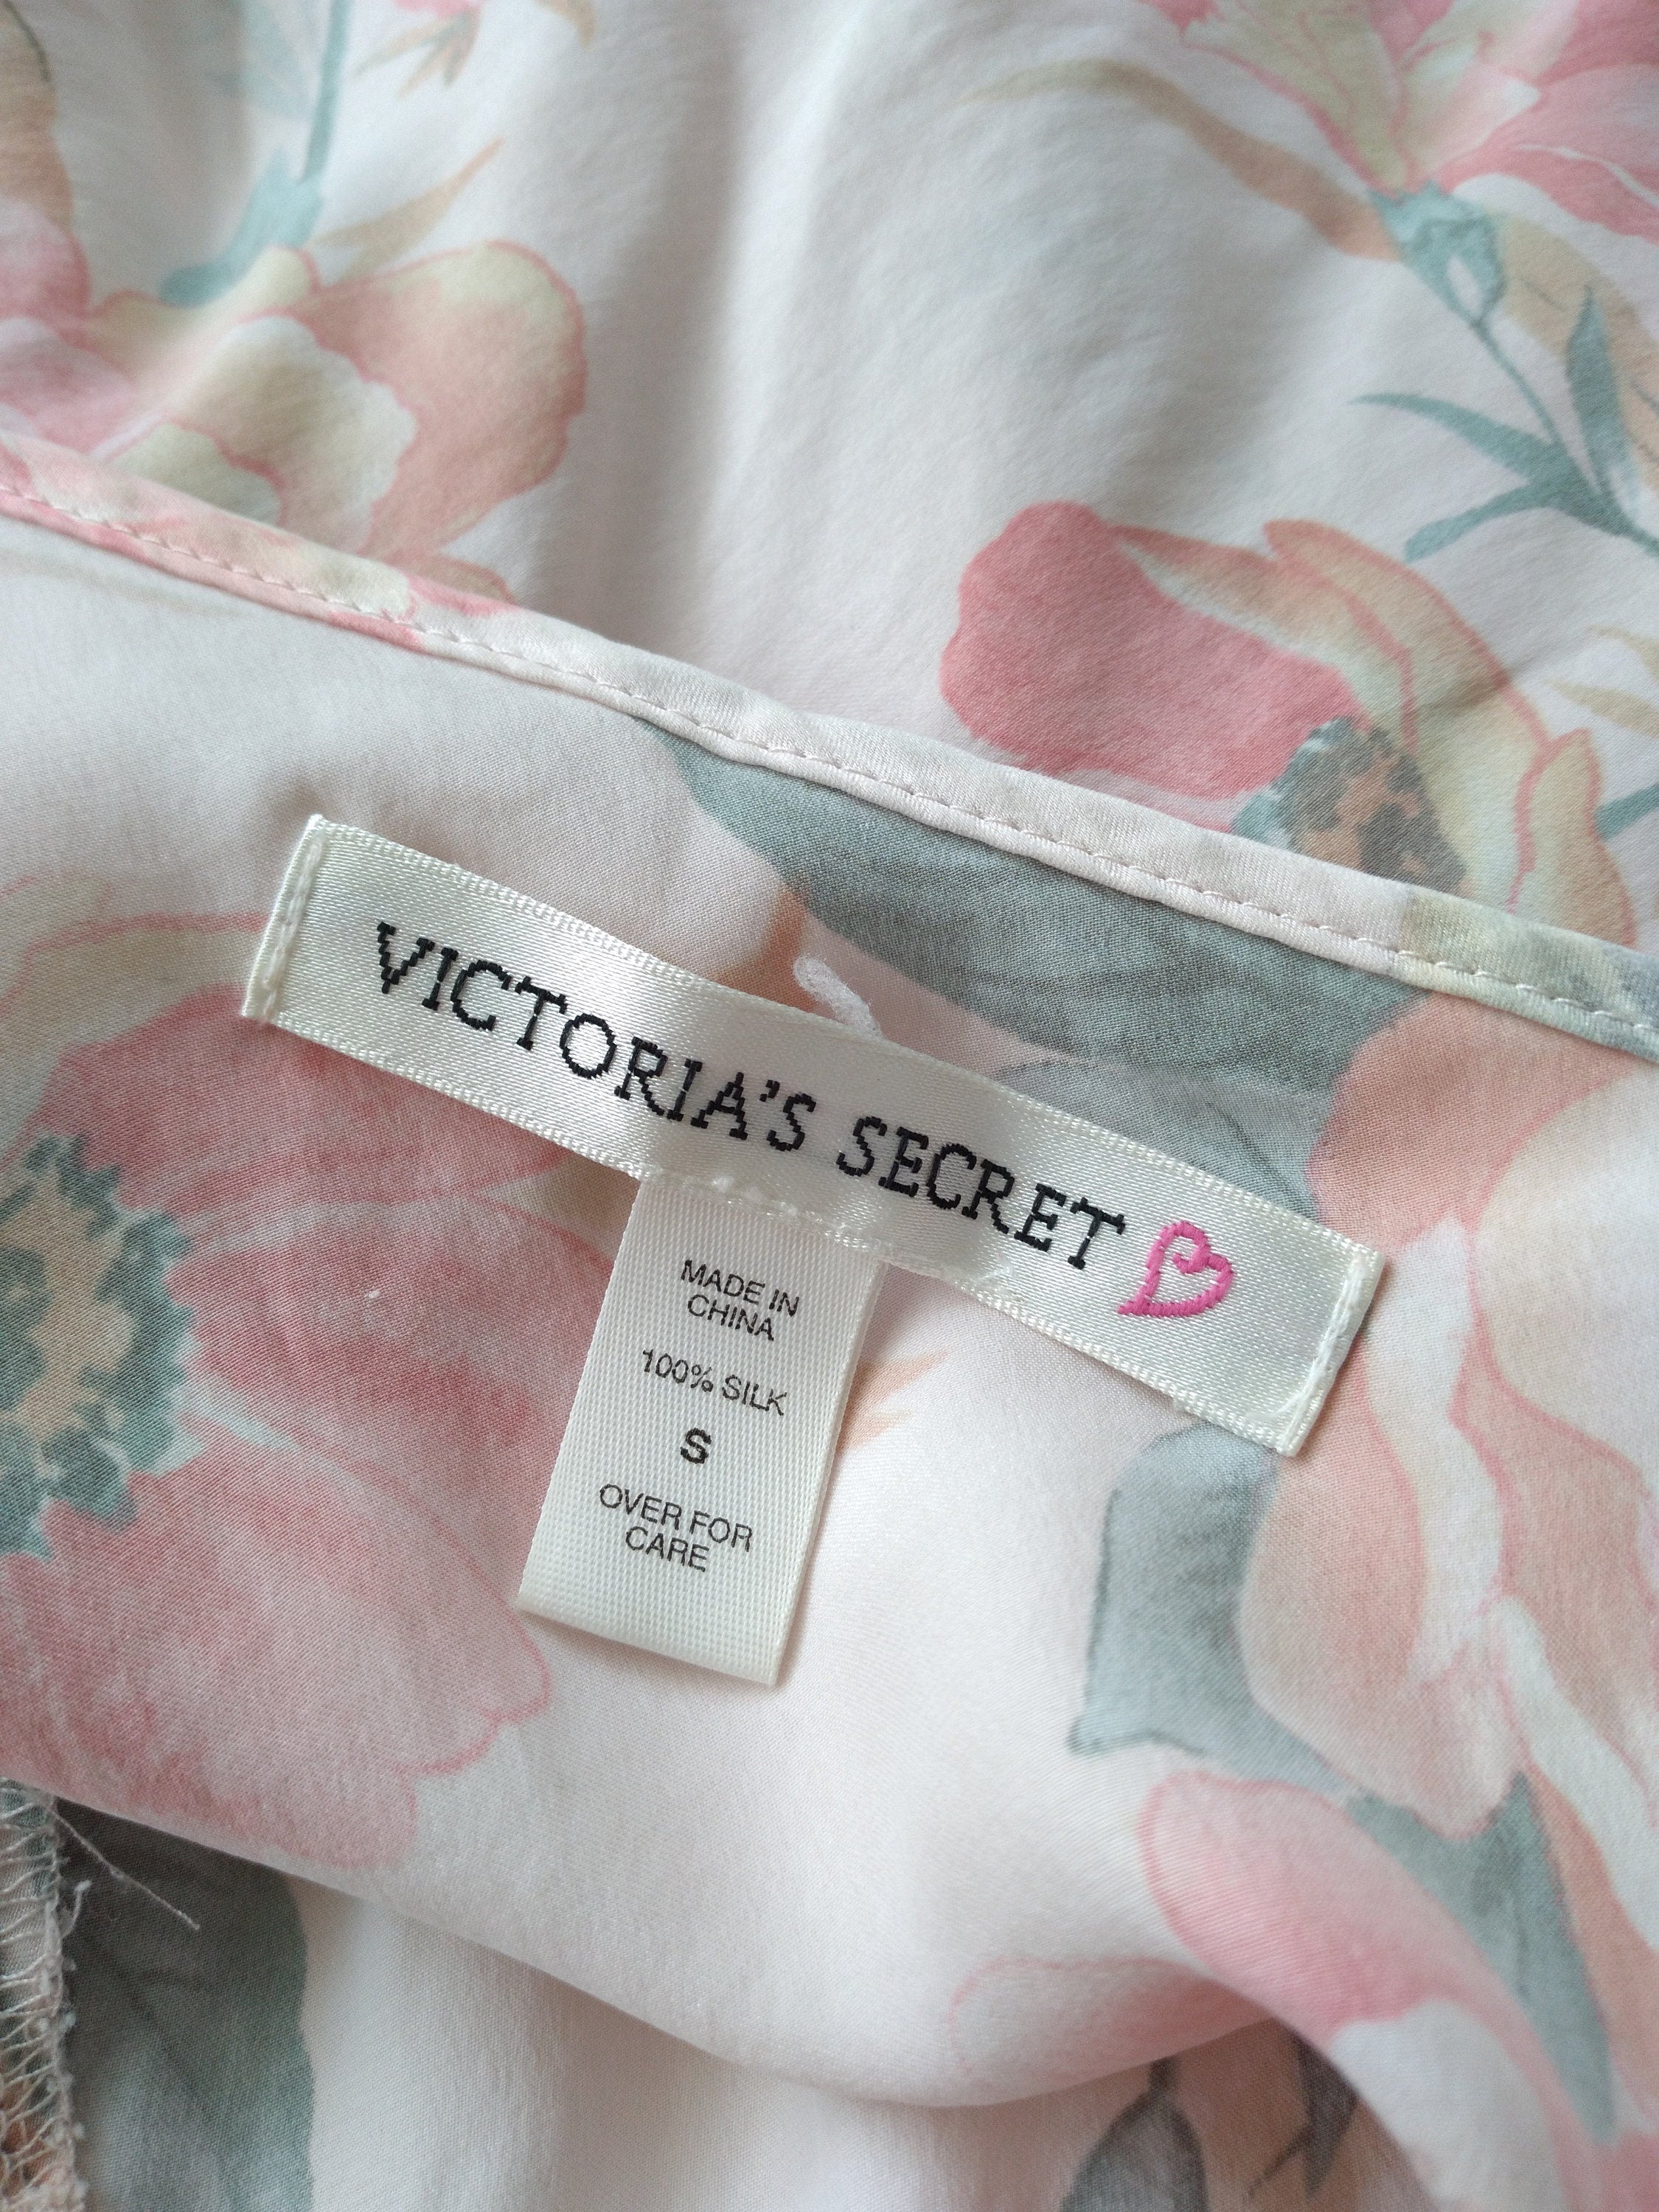 VICTORIA'S SECRET
MADE IN
CHINA
100% SILK
S
OVER FOR
CARE